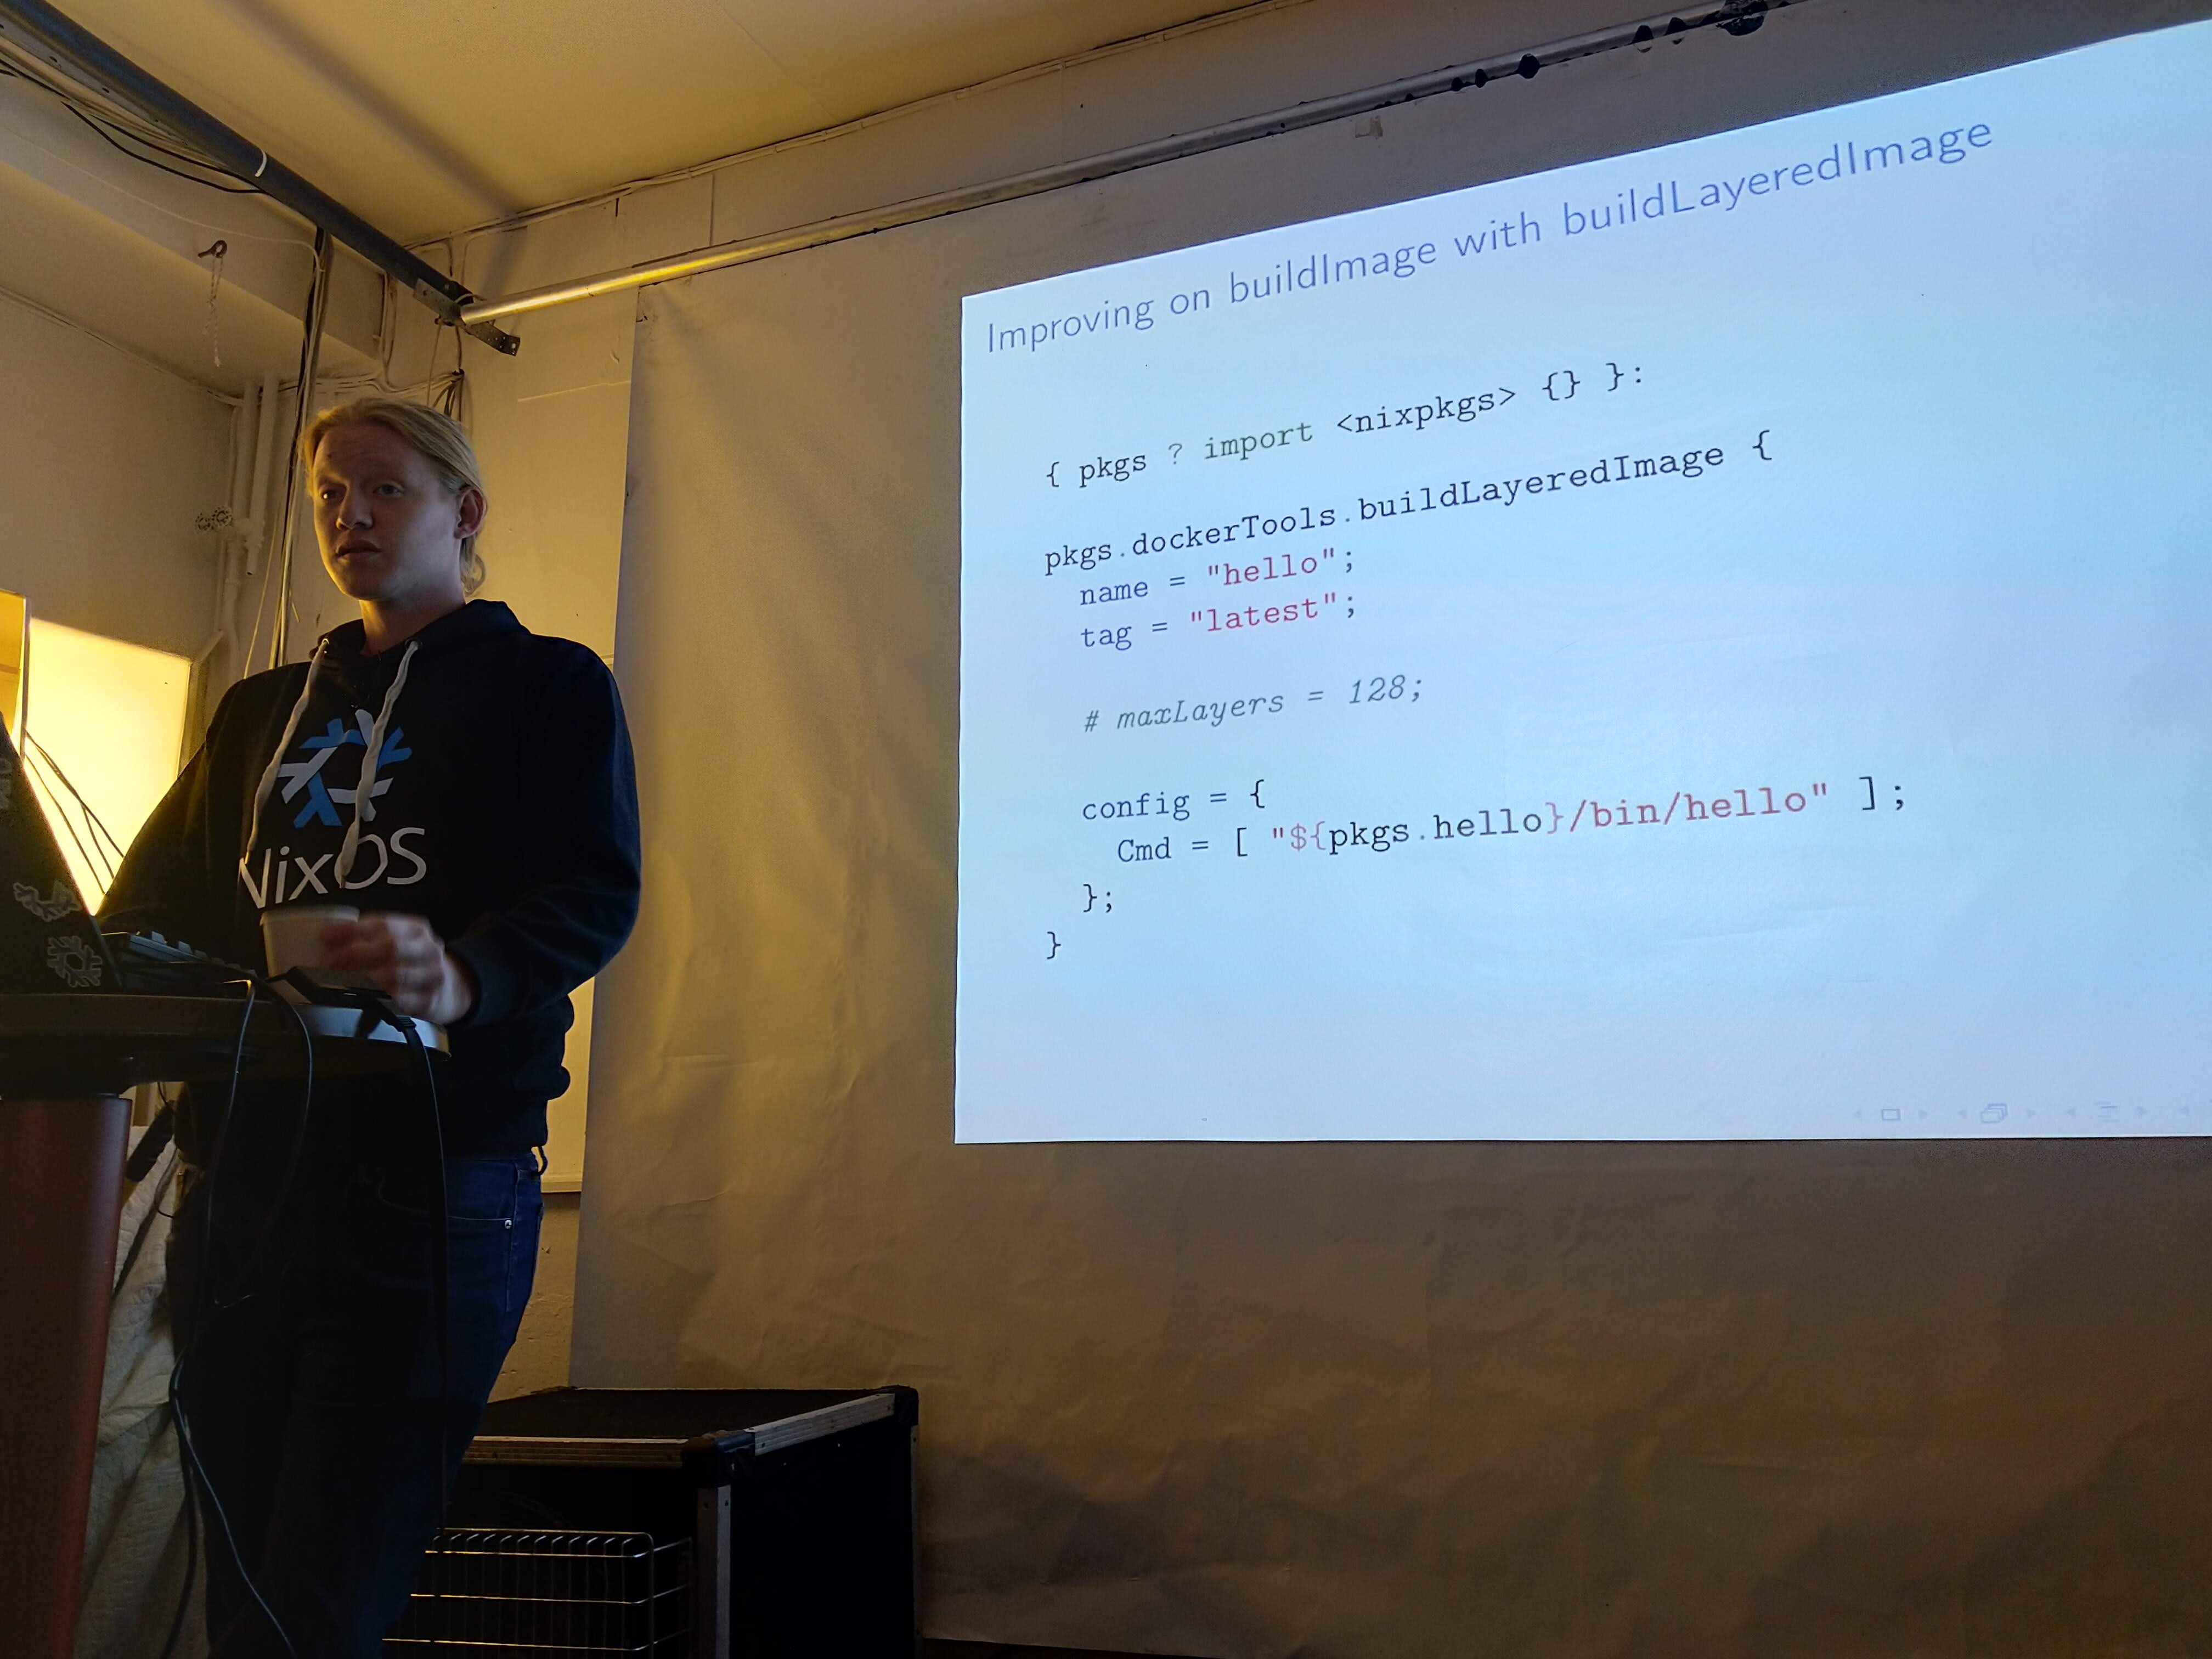 Improving on buildImage with buildLayeredImage
{ pkgs ? import <nixpkgs> {} }:
pkgs.dockerTools.buildLayeredImage {
name = "hello";
tag = "latest";
# maxLayers = 128;
config = {
Cmd = [ "${pkgs.hello}/bin/hello" ];
};
}
NixOS